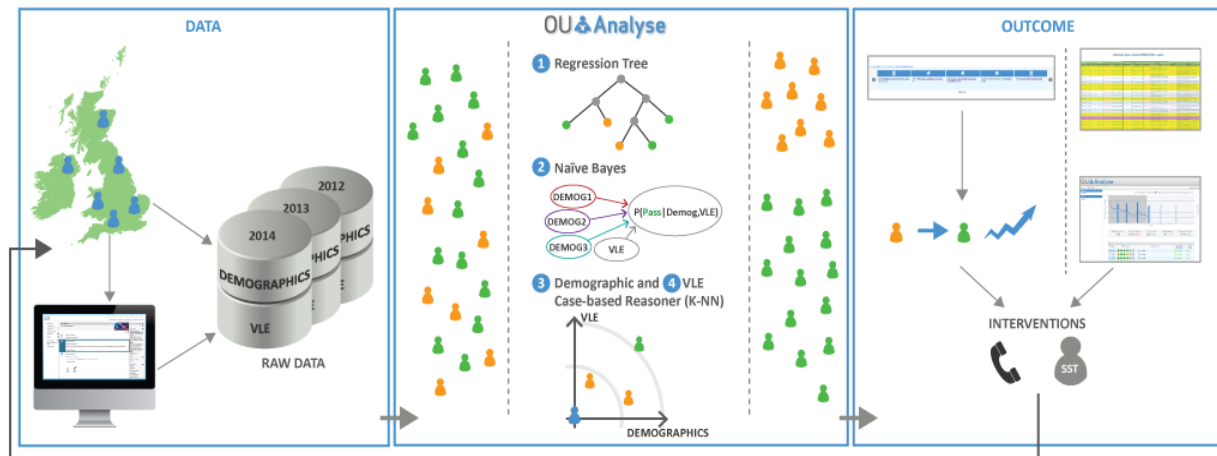 DATA
2012
2013
2014
DEMOGRAPHICS
VLE
RAW DATA
OU Analyse
1 Regression Tree
2 Naïve Bayes
DEMOG1
DEMOG2
DEMOG3
VLE
P(Pass|Demog,VLE)
3 Demographic and 4 VLE
Case-based Reasoner (K-NN)
VLE
DEMOGRAPHICS
OUTCOME
OU Analyse
INTERVENTIONS
SST